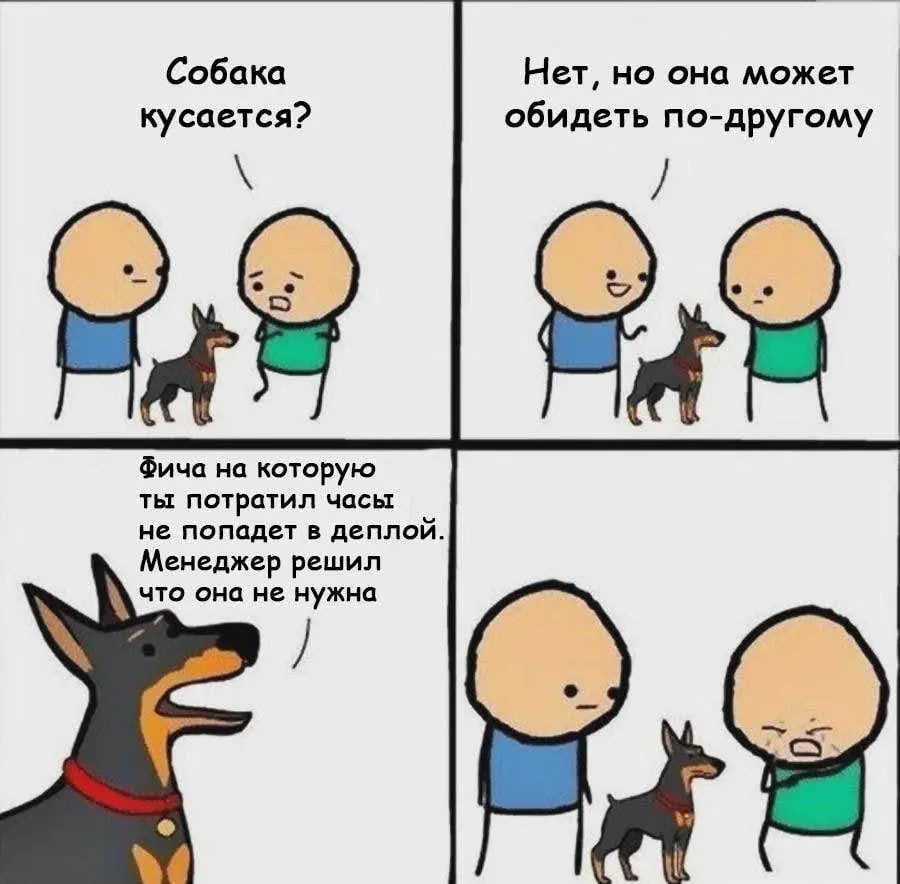 Собака
кусается?
Нет, но она может
обидеть по-другому
Фича на которую
ты потратил часы
не попадет в деплой.
Менеджер решил
что она не нужна